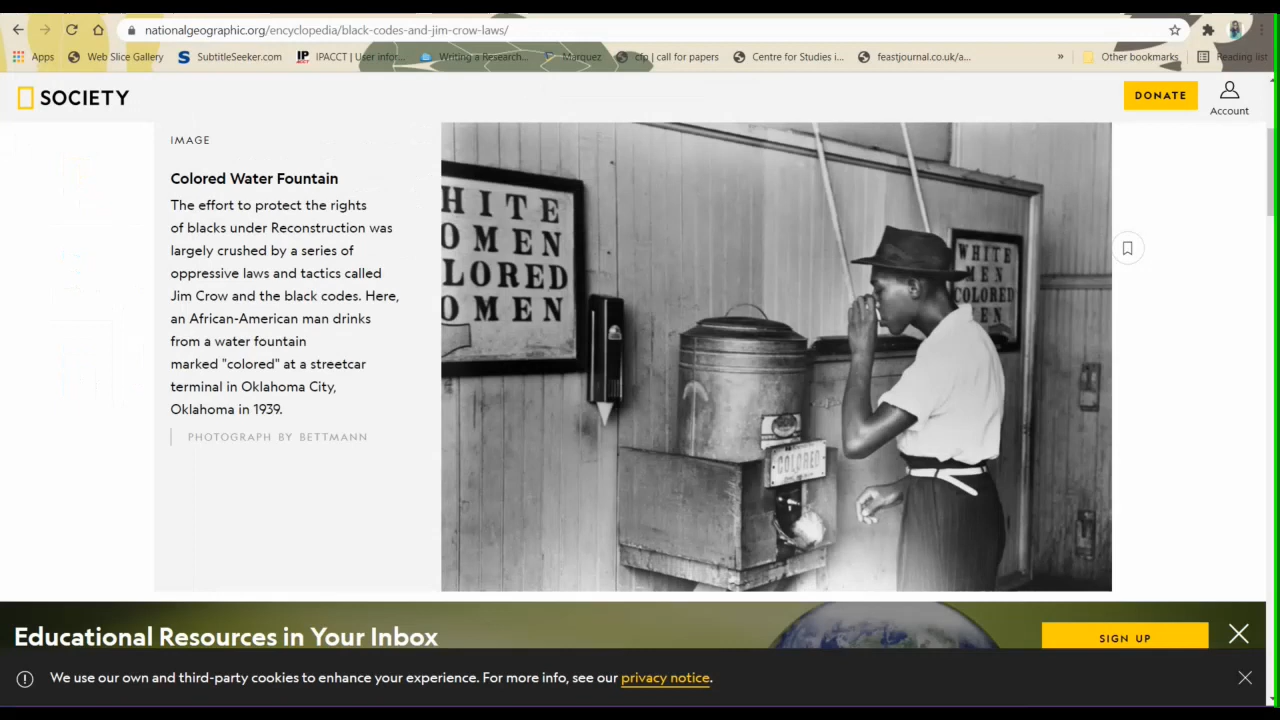 nationalgeographic.org/encyclopedia/black-codes-and-jim-crow-laws/
Apps Web Slice Gallery SubtitleSeeker.com IPACCT | User infor... Writing a Research... Marquez cfp | call for papers Centre for Studies i... feastjournal.co.uk/a... » Other bookmarks Reading list
SOCIETY
DONATE
Account
IMAGE
Colored Water Fountain
The effort to protect the rights
of blacks under Reconstruction was
largely crushed by a series of
oppressive laws and tactics called
Jim Crow and the black codes. Here,
an African-American man drinks
from a water fountain
marked "colored" at a streetcar
terminal in Oklahoma City,
Oklahoma in 1939.
PHOTOGRAPH BY BETTMANN
HITE
OMEN
LORED
OMEN
WHITE
MEN
COLORED
EN
COLORED
Educational Resources in Your Inbox
SIGN UP
We use our own and third-party cookies to enhance your experience. For more info, see our privacy notice.